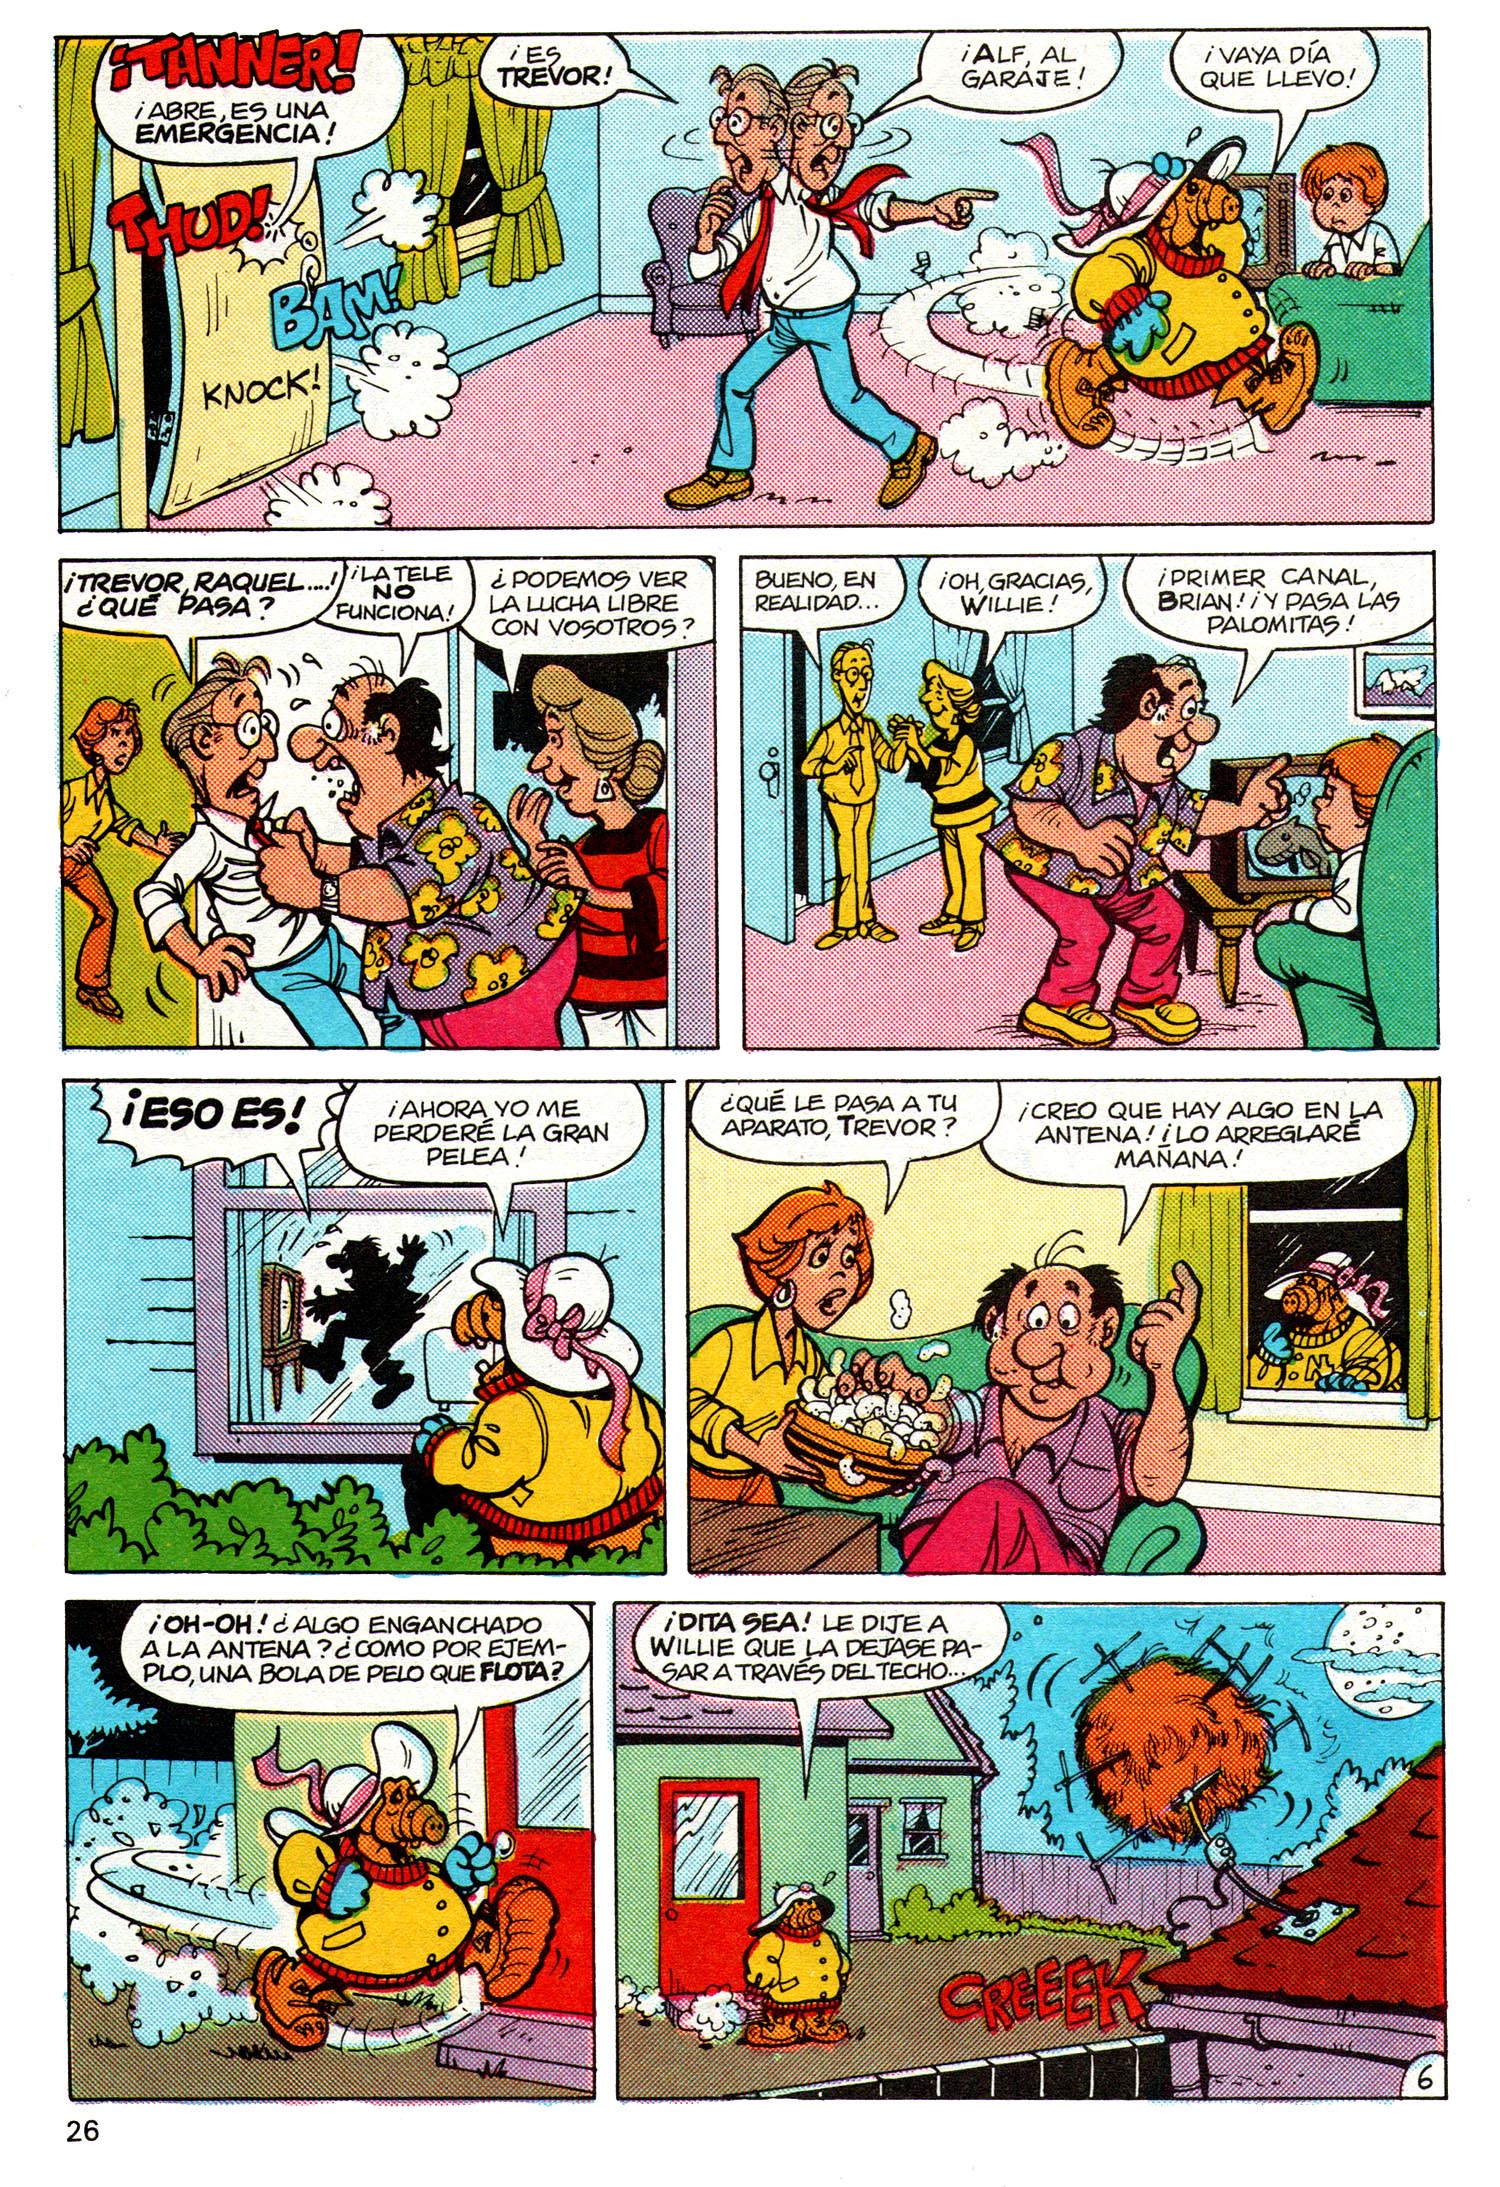 ¡TANNER!
¡ABRE, ES UNA
EMERGENCIA!
THUD!
BAM!
KNOCK!
¡ES
TREVOR!
¡ALF, AL
GARAJE!
¡VAYA DÍA
QUE LLEVO!
¡TREVOR, RAQUEL....!
¿QUÉ PASA?
¡LA TELE
NO
FUNCIONA!
¿PODEMOS VER
LA LUCHA LIBRE
CON VOSOTROS?
BUENO, EN
REALIDAD...
¡OH, GRACIAS,
WILLIE!
¡PRIMER CANAL,
BRIAN! ¡Y PASA LAS
PALOMITAS!
¡ESO ES!
¡AHORA YO ME
PERDERÉ LA GRAN
PELEA!
¿QUÉ LE PASA A TU
APARATO, TREVOR?
¡CREO QUE HAY ALGO EN LA
ANTENA! ¡LO ARREGLARÉ
MAÑANA!
¡OH-OH! ¿ALGO ENGANCHADO
A LA ANTENA? ¿COMO POR EJEM-
PLO, UNA BOLA DE PELO QUE FLOTA?
¡DITA SEA! LE DIJE A
WILLIE QUE LA DEJASE PA-
SAR A TRAVÉS DEL TECHO...
CREEEK
6
26